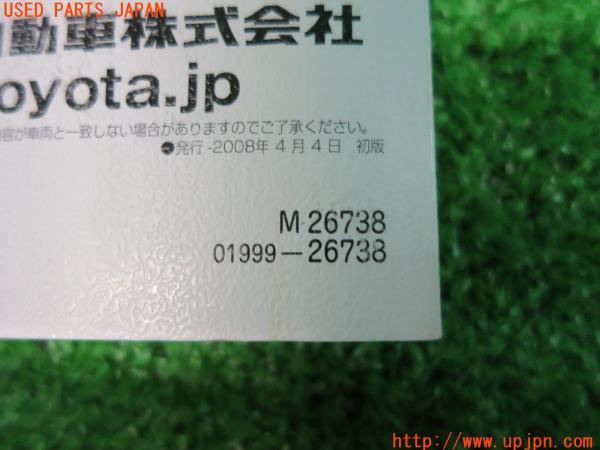 USED PARTS JAPAN
動車株式会社
oyota.jp
内容が車両と一致しない場合がありますのでご了承ください。
発行-2008年4月4日 初版
M 26738
01999-26738
http://www.upjpn.com/